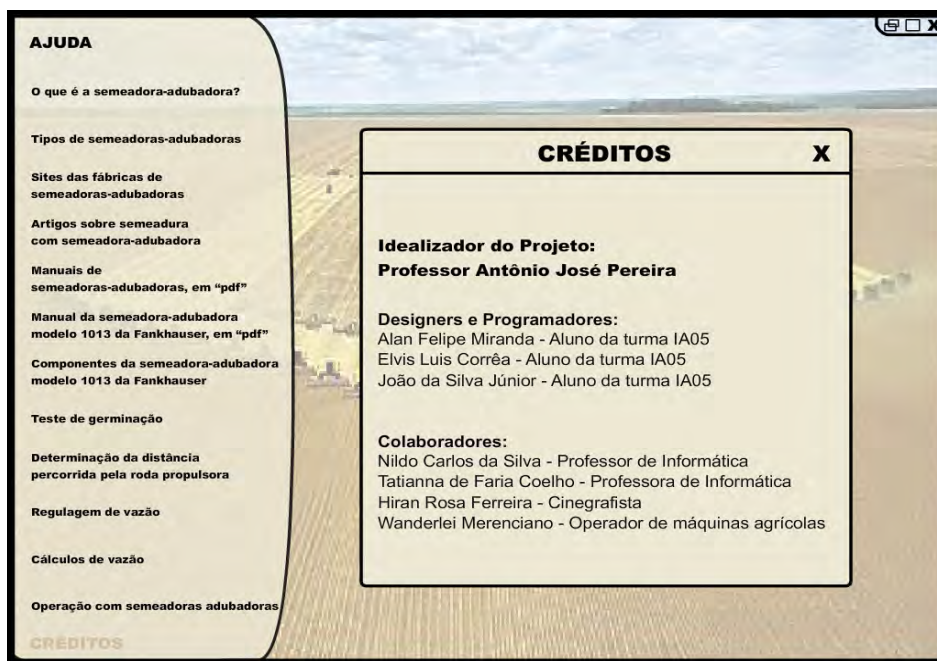 AJUDA
O que é a semeadora-adubadora?
Tipos de semeadoras-adubadoras
Sites das fábricas de
semeadoras-adubadoras
Artigos sobre semeadura
com semeadora-adubadora
Manuais de
semeadoras-adubadoras, em “pdf”
Manual da semeadora-adubadora
modelo 1013 da Fankhauser, em “pdf”
Componentes da semeadora-adubadora
modelo 1013 da Fankhauser
Teste de germinação
Determinação da distância
percorrida pela roda propulsora
Regulagem de vazão
Cálculos de vazão
Operação com semeadoras adubadoras
CRÉDITOS
X
CRÉDITOS X
Idealizador do Projeto:
Professor Antônio José Pereira
Designers e Programadores:
Alan Felipe Miranda - Aluno da turma IA05
Elvis Luis Corrêa - Aluno da turma IA05
João da Silva Júnior - Aluno da turma IA05
Colaboradores:
Nildo Carlos da Silva - Professor de Informática
Tatianna de Faria Coelho - Professora de Informática
Hiran Rosa Ferreira - Cinegrafista
Wanderlei Merenciano - Operador de máquinas agrícolas